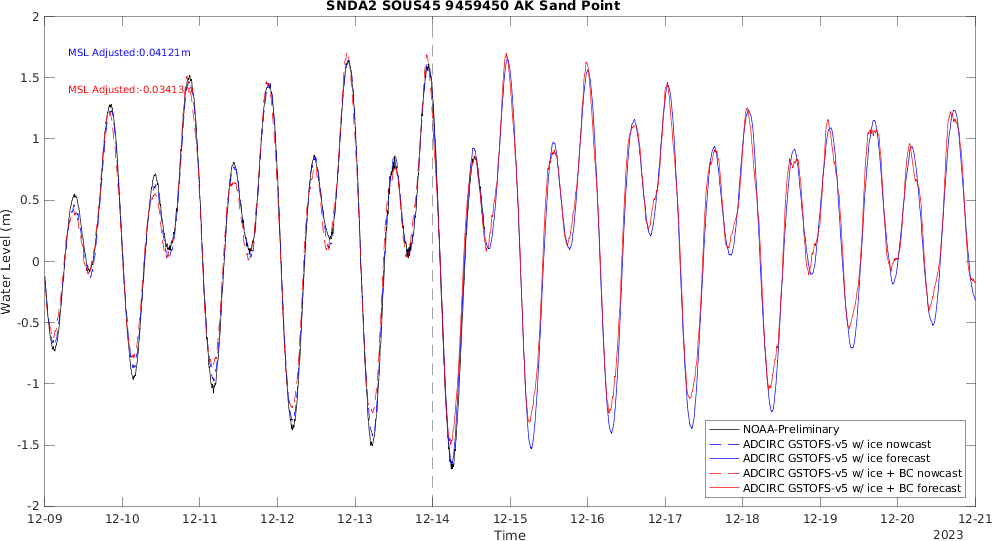 SNDA2 SOUS45 9459450 AK Sand Point
MSL Adjusted:0.04121m
MSL Adjusted:-0.03413m
Water Level (m)
2
1.5
1
0.5
0
-0.5
-1
-1.5
-2
NOAA-Preliminary
ADCIRC GSTOFS-v5 w/ ice nowcast
ADCIRC GSTOFS-v5 w/ ice forecast
ADCIRC GSTOFS-v5 w/ ice + BC nowcast
ADCIRC GSTOFS-v5 w/ ice + BC forecast
12-09 12-10 12-11 12-12 12-13 12-14 12-15 12-16 12-17 12-18 12-19 12-20 12-21
Time
2023